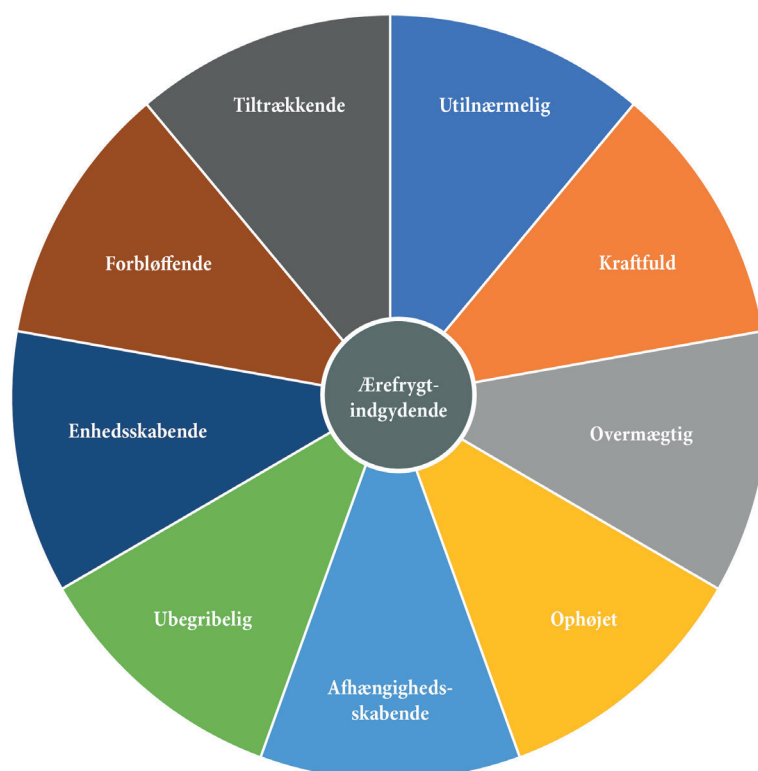 Tiltrækkende
Utilnærmelig
Forbløffende
Kraftfuld
Ærefrygt-
indgydende
Enhedsskabende
Overmægtig
Ubegribelig
Ophøjet
Afhængigheds-
skabende